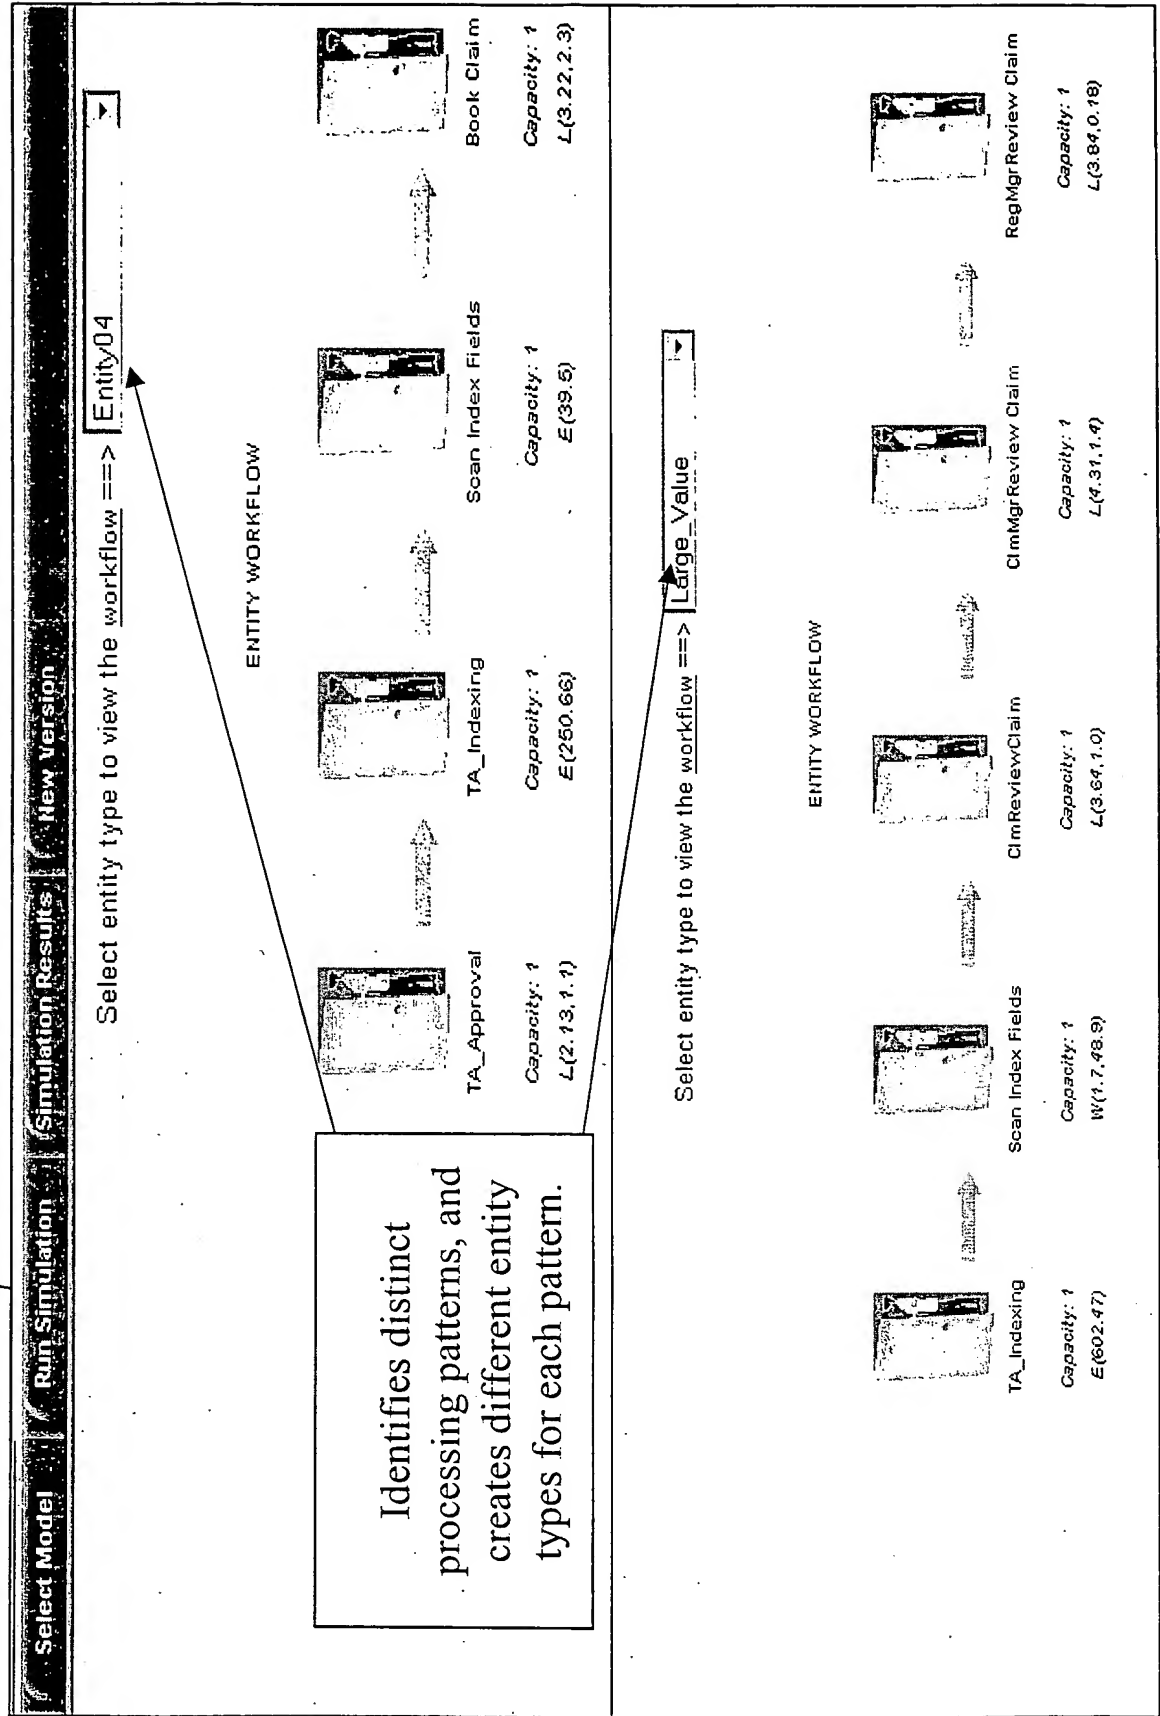 Select Model Run Simulation Simulation Results New Version
Select entity type to view the workflow ==> Entity04
ENTITY WORKFLOW
TA_Approval TA_Indexing Scan Index Fields Book Claim
Capacity: 1 Capacity: 1 Capacity: 1 Capacity: 1
L(2.13,1.1) E(250.66) E(39.5) L(3.22,2.3)
Identifies distinct
processing patterns, and
creates different entity
types for each pattern.
Select entity type to view the workflow ==> Large_Value
ENTITY WORKFLOW
TA_Indexing Scan Index Fields ClmReviewClaim ClmMgrReview Claim RegMgrReview Claim
Capacity: 1 Capacity: 1 Capacity: 1 Capacity: 1 Capacity: 1
E(602.47) W(1.7,48.9) L(3.64,1.0) L(4.31,1.4) L(3.84,0.18)